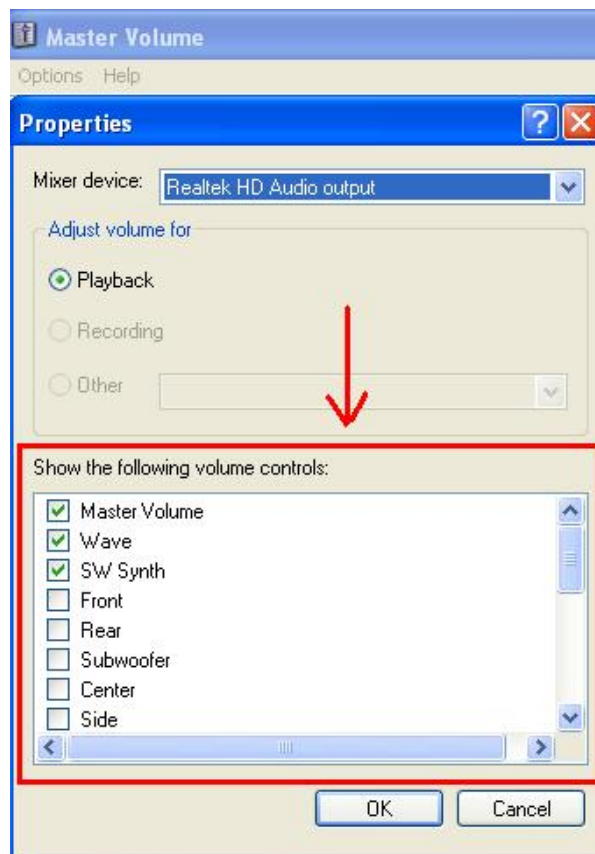 Master Volume
Options Help
Properties
Mixer device: Realtek HD Audio output
Adjust volume for
Playback
Recording
Other
Show the following volume controls:
Master Volume
Wave
SW Synth
Front
Rear
Subwoofer
Center
Side
OK Cancel